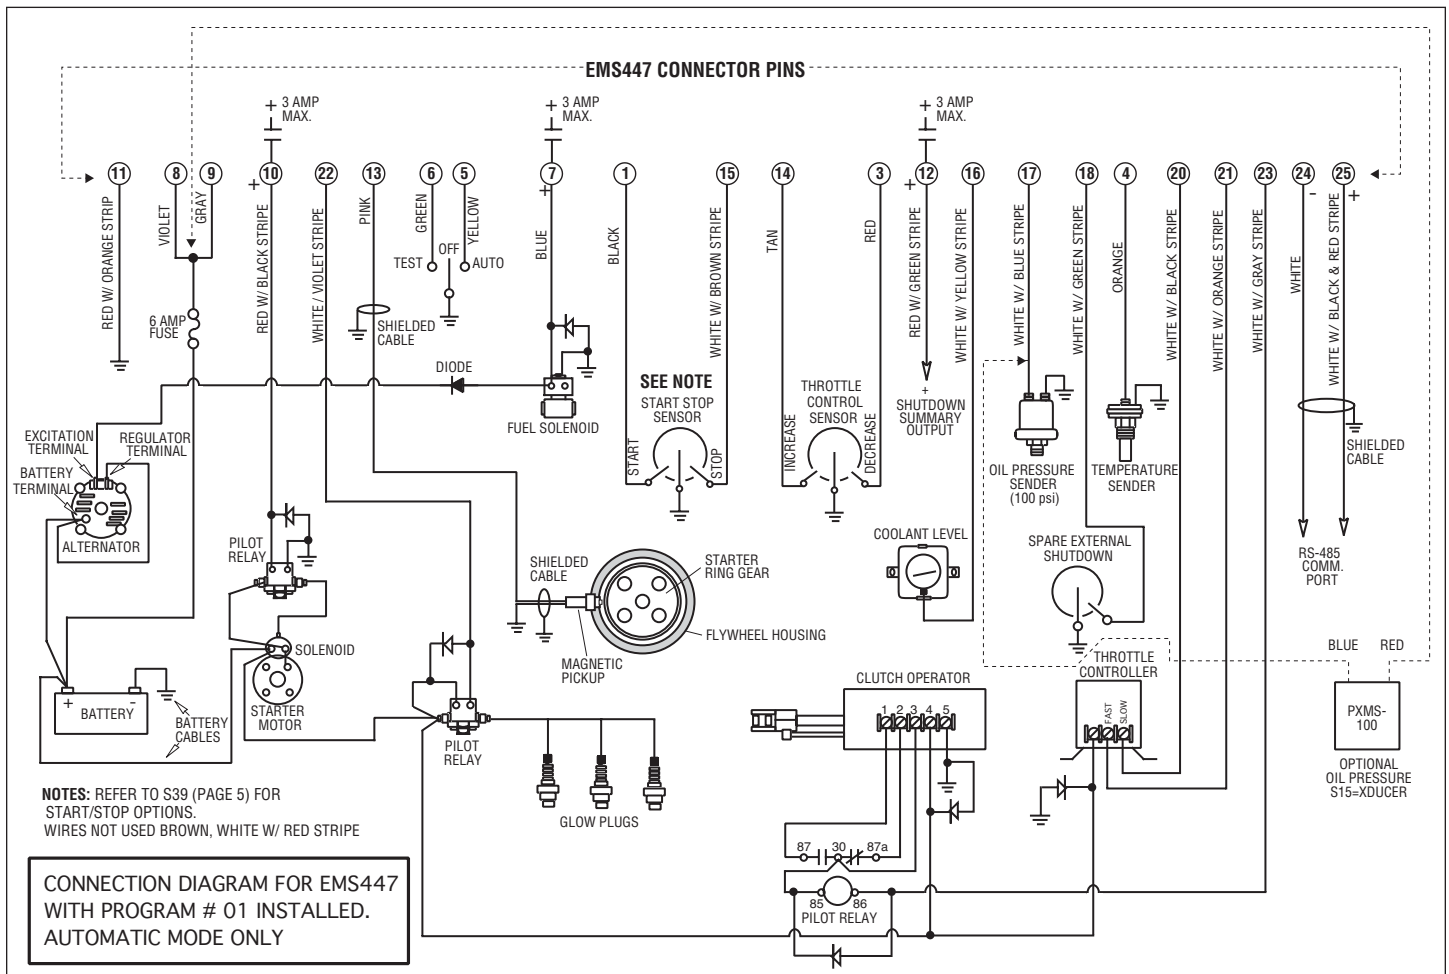 EMS447 CONNECTOR PINS
+ 3 AMP
MAX.
+ 3 AMP
MAX.
+ 3 AMP
MAX.
11
8
9
10
22
13
6
5
7
1
15
14
3
12
16
17
18
4
20
21
23
24
25
+
+
+
-
+
RED W/ ORANGE STRIP
VIOLET
GRAY
RED W/ BLACK STRIPE
WHITE / VIOLET STRIPE
PINK
GREEN
YELLOW
BLUE
BLACK
WHITE W/ BROWN STRIPE
TAN
RED
RED W/ GREEN STRIPE
WHITE W/ YELLOW STRIPE
WHITE W/ BLUE STRIPE
WHITE W/ GREEN STRIPE
ORANGE
WHITE W/ BLACK STRIPE
WHITE W/ ORANGE STRIPE
WHITE W/ GRAY STRIPE
WHITE
WHITE W/ BLACK & RED STRIPE
OFF
TEST
AUTO
6 AMP
FUSE
SHIELDED
CABLE
DIODE
FUEL SOLENOID
SEE NOTE
START STOP
SENSOR
START
STOP
THROTTLE
CONTROL
SENSOR
INCREASE
DECREASE
+
SHUTDOWN
SUMMARY
OUTPUT
OIL PRESSURE
SENDER
(100 psi)
TEMPERATURE
SENDER
SHIELDED
CABLE
EXCITATION
TERMINAL
REGULATOR
TERMINAL
BATTERY
TERMINAL
ALTERNATOR
PILOT
RELAY
SHIELDED
CABLE
STARTER
RING GEAR
FLYWHEEL HOUSING
MAGNETIC
PICKUP
COOLANT LEVEL
SPARE EXTERNAL
SHUTDOWN
RS-485
COMM.
PORT
SOLENOID
STARTER
MOTOR
+
-
BATTERY
BATTERY
CABLES
PILOT
RELAY
GLOW PLUGS
CLUTCH OPERATOR
1 2 3 4 5
THROTTLE
CONTROLLER
FAST
SLOW
BLUE
RED
PXMS-
100
OPTIONAL
OIL PRESSURE
S15=XDUCER
87
30
87a
85
86
PILOT RELAY
NOTES: REFER TO S39 (PAGE 5) FOR
START/STOP OPTIONS.
WIRES NOT USED BROWN, WHITE W/ RED STRIPE
CONNECTION DIAGRAM FOR EMS447
WITH PROGRAM # 01 INSTALLED.
AUTOMATIC MODE ONLY